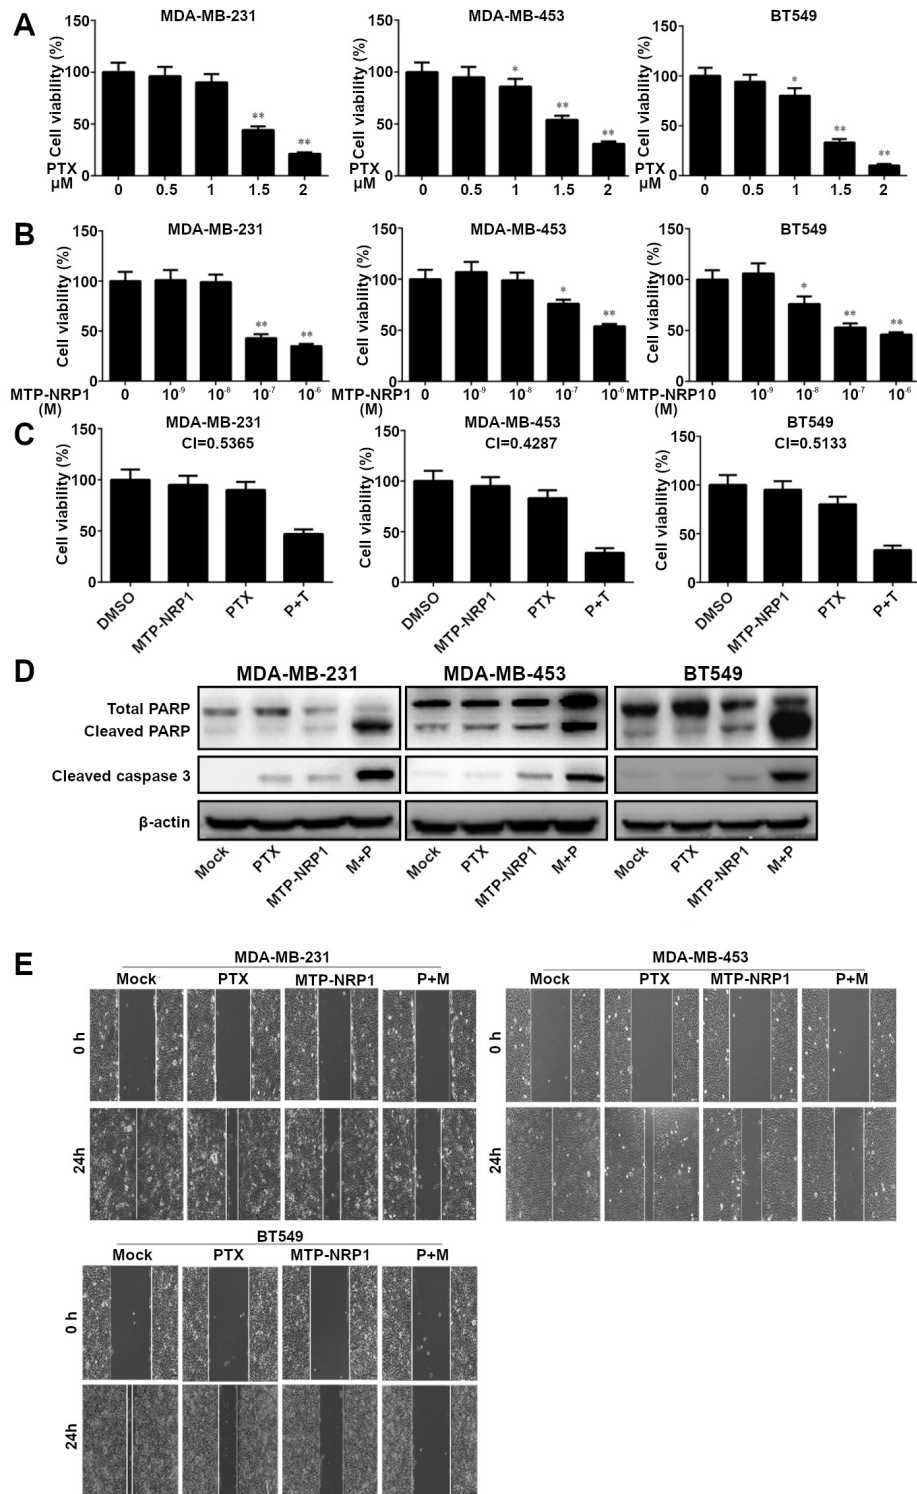 A
MDA-MB-231
MDA-MB-453
BT549
Cell viability (%)
150
100
50
0
PTX
μM
0 0.5 1 1.5 2
** **
Cell viability (%)
150
100
50
0
PTX
μM
0 0.5 1 1.5 2
* ** **
Cell viability (%)
150
100
50
0
PTX
μM
0 0.5 1 1.5 2
* ** **
B
MDA-MB-231
MDA-MB-453
BT549
Cell viability (%)
150
100
50
0
MTP-NRP1
(M)
0 10-9 10-8 10-7 10-6
** **
Cell viability (%)
150
100
50
0
MTP-NRP1
(M)
0 10-9 10-8 10-7 10-6
* **
Cell viability (%)
150
100
50
0
MTP-NRP10
(M)
10-9 10-8 10-7 10-6
* ** **
C
MDA-MB-231
CI=0.5365
MDA-MB-453
CI=0.4287
BT549
CI=0.5133
Cell viability (%)
150
100
50
0
DMSO MTP-NRP1 PTX P+T
Cell viability (%)
150
100
50
0
DMSO MTP-NRP1 PTX P+T
Cell viability (%)
150
100
50
0
DMSO MTP-NRP1 PTX P+T
D
MDA-MB-231 MDA-MB-453 BT549
Total PARP
Cleaved PARP
Cleaved caspase 3
β-actin
Mock PTX MTP-NRP1 M+P
Mock PTX MTP-NRP1 M+P
Mock PTX MTP-NRP1 M+P
E
MDA-MB-231
Mock PTX MTP-NRP1 P+M
0 h
24h
MDA-MB-453
Mock PTX MTP-NRP1 P+M
0 h
24h
BT549
Mock PTX MTP-NRP1 P+M
0 h
24h